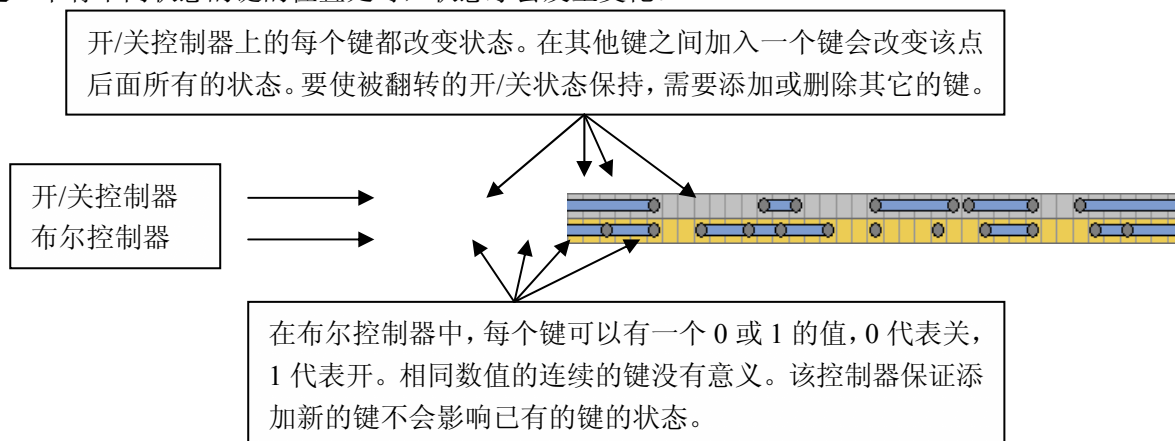 开/关控制器上的每个键都改变状态。在其他键之间加入一个键会改变该点
后面所有的状态。要使被翻转的开/关状态保持，需要添加或删除其它的键。
开/关控制器
布尔控制器
在布尔控制器中，每个键可以有一个 0 或 1 的值，0 代表关，
1 代表开。相同数值的连续的键没有意义。该控制器保证添
加新的键不会影响已有的键的状态。